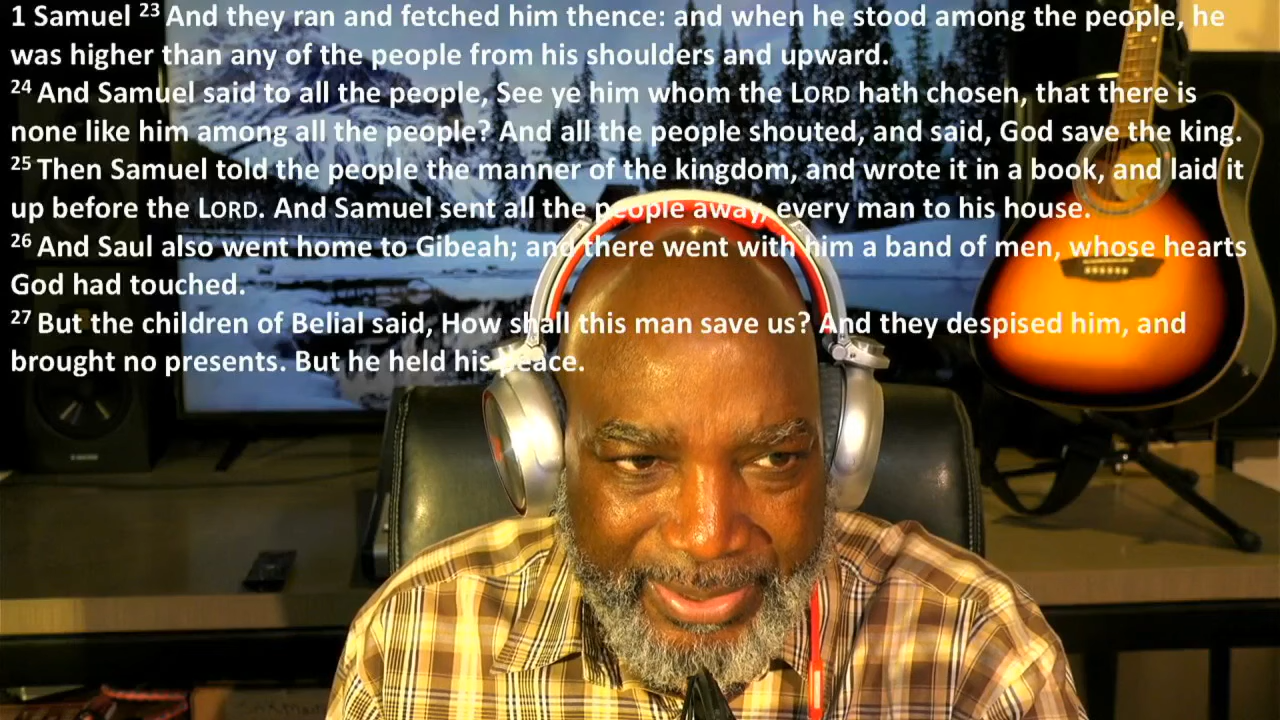 1 Samuel 23 And they ran and fetched him thence: and when he stood among the people, he
was higher than any of the people from his shoulders and upward.
24 And Samuel said to all the people, See ye him whom the LORD hath chosen, that there is
none like him among all the people? And all the people shouted, and said, God save the king.
25 Then Samuel told the people the manner of the kingdom, and wrote it in a book, and laid it
up before the LORD. And Samuel sent all the people away, every man to his house.
26 And Saul also went home to Gibeah; and there went with him a band of men, whose hearts
God had touched.
27 But the children of Belial said, How shall this man save us? And they despised him, and
brought no presents. But he held his peace.